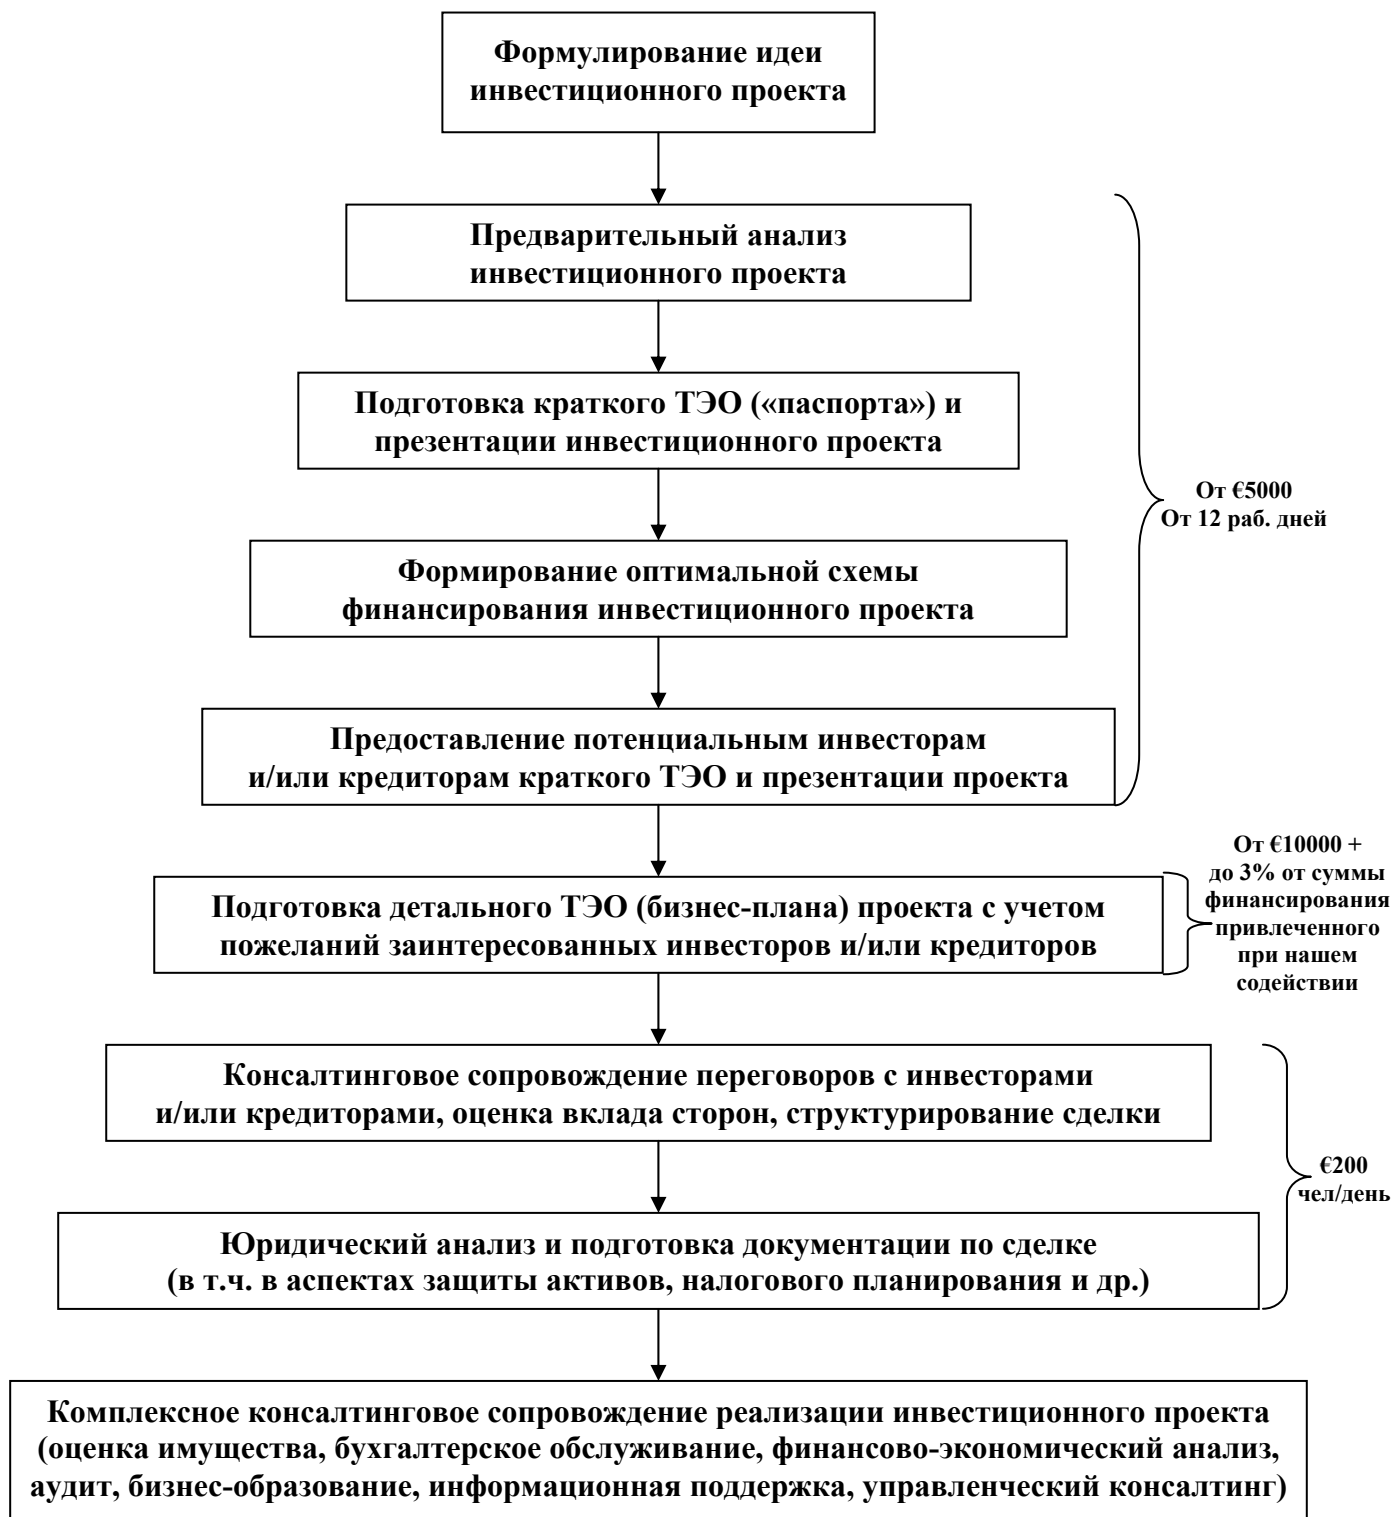 Формулирование идеи
инвестиционного проекта
Предварительный анализ
инвестиционного проекта
Подготовка краткого ТЭО («паспорта») и
презентации инвестиционного проекта
От €5000
От 12 раб. дней
Формирование оптимальной схемы
финансирования инвестиционного проекта
Предоставление потенциальным инвесторам
и/или кредиторам краткого ТЭО и презентации проекта
От €10000 +
до 3% от суммы
финансирования
привлеченного
при нашем
содействии
Подготовка детального ТЭО (бизнес-плана) проекта с учетом
пожеланий заинтересованных инвесторов и/или кредиторов
Консалтинговое сопровождение переговоров с инвесторами
и/или кредиторами, оценка вклада сторон, структурирование сделки
€200
чел/день
Юридический анализ и подготовка документации по сделке
(в т.ч. в аспектах защиты активов, налогового планирования и др.)
Комплексное консалтинговое сопровождение реализации инвестиционного проекта
(оценка имущества, бухгалтерское обслуживание, финансово-экономический анализ,
аудит, бизнес-образование, информационная поддержка, управленческий консалтинг)